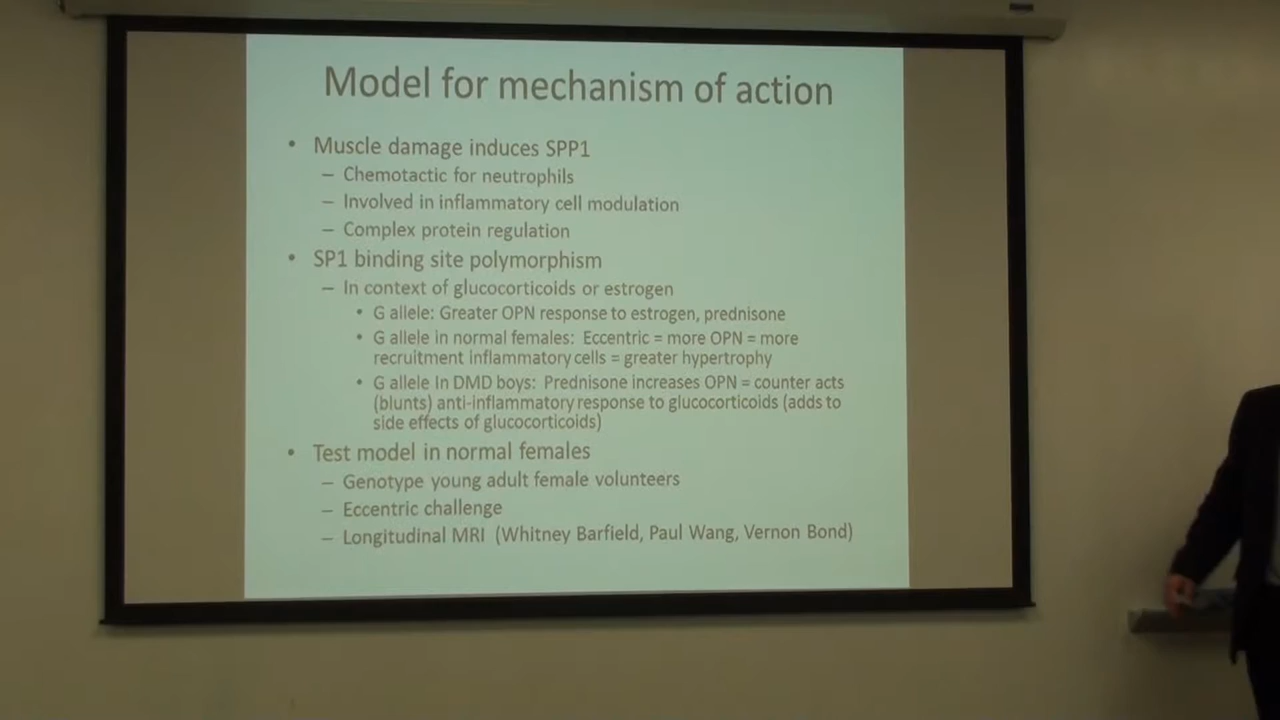 Model for mechanism of action
• Muscle damage induces SPP1
– Chemotactic for neutrophils
– Involved in inflammatory cell modulation
– Complex protein regulation
• SP1 binding site polymorphism
– In context of glucocorticoids or estrogen
• G allele: Greater OPN response to estrogen, prednisone
• G allele in normal females: Eccentric = more OPN = more
recruitment inflammatory cells = greater hypertrophy
• G allele In DMD boys: Prednisone increases OPN = counter acts
(blunts) anti-inflammatory response to glucocorticoids (adds to
side effects of glucocorticoids)
• Test model in normal females
– Genotype young adult female volunteers
– Eccentric challenge
– Longitudinal MRI (Whitney Barfield, Paul Wang, Vernon Bond)